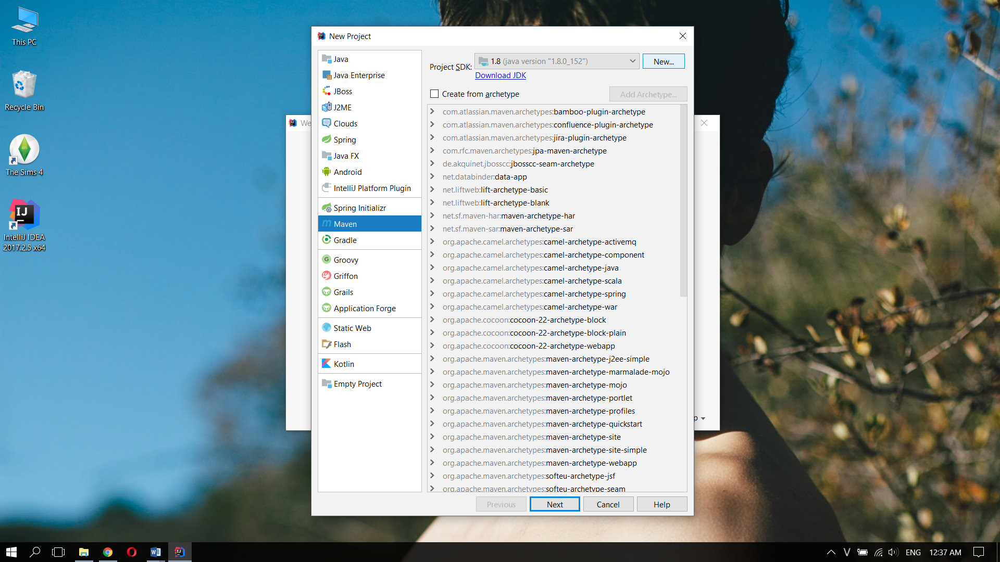 This PC
Recycle Bin
The Sims 4
IntelliJ IDEA
2017.2.5 x64
We
New Project
Java
Java Enterprise
JBoss
J2ME
Clouds
Spring
Java FX
Android
IntelliJ Platform Plugin
Spring Initializr
Maven
Gradle
Groovy
Griffon
Grails
Application Forge
Static Web
Flash
Kotlin
Empty Project
Project SDK: 1.8 (java version "1.8.0_152") New...
Download JDK
Create from archetype Add Archetype...
com.atlassian.maven.archetypes:bamboo-plugin-archetype
com.atlassian.maven.archetypes:confluence-plugin-archetype
com.atlassian.maven.archetypes:jira-plugin-archetype
com.rfc.maven.archetypes:jpa-maven-archetype
de.akquinet.jbosscc:jbosscc-seam-archetype
net.databinder:data-app
net.liftweb:lift-archetype-basic
net.liftweb:lift-archetype-blank
net.sf.maven-har:maven-archetype-har
net.sf.maven-sar:maven-archetype-sar
org.apache.camel.archetypes:camel-archetype-activemq
org.apache.camel.archetypes:camel-archetype-component
org.apache.camel.archetypes:camel-archetype-java
org.apache.camel.archetypes:camel-archetype-scala
org.apache.camel.archetypes:camel-archetype-spring
org.apache.camel.archetypes:camel-archetype-war
org.apache.cocoon:cocoon-22-archetype-block
org.apache.cocoon:cocoon-22-archetype-block-plain
org.apache.cocoon:cocoon-22-archetype-webapp
org.apache.maven.archetypes:maven-archetype-j2ee-simple
org.apache.maven.archetypes:maven-archetype-marmalade-mojo
org.apache.maven.archetypes:maven-archetype-mojo
org.apache.maven.archetypes:maven-archetype-portlet
org.apache.maven.archetypes:maven-archetype-profiles
org.apache.maven.archetypes:maven-archetype-quickstart
org.apache.maven.archetypes:maven-archetype-site
org.apache.maven.archetypes:maven-archetype-site-simple
org.apache.maven.archetypes:maven-archetype-webapp
org.apache.maven.archetypes:softeu-archetype-jsf
org.apache.maven.archetypes:softeu-archetype-seam
Previous Next Cancel Help
p
ENG 12:37 AM